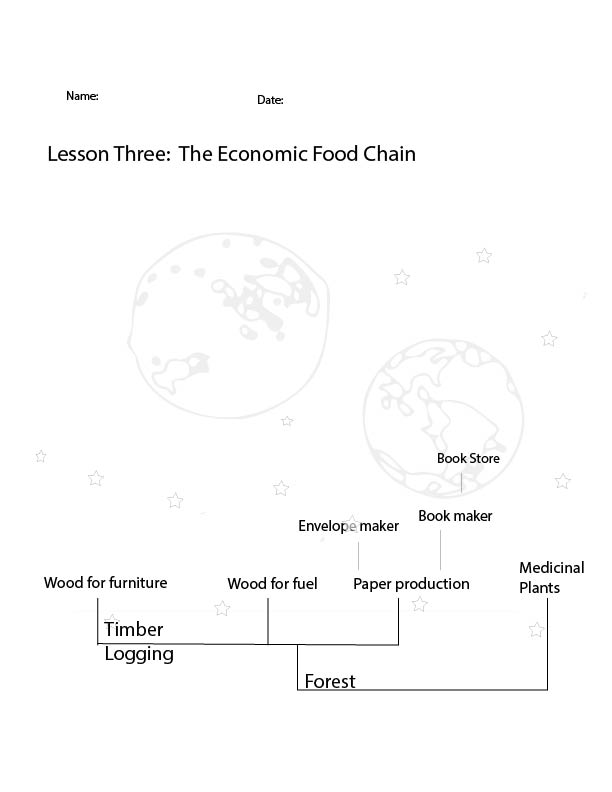 Name:
Date:
Lesson Three:  The Economic Food Chain
Book Store
Envelope maker
Book maker
Wood for furniture
Wood for fuel
Paper production
Medicinal
Plants
Timber
Logging
Forest